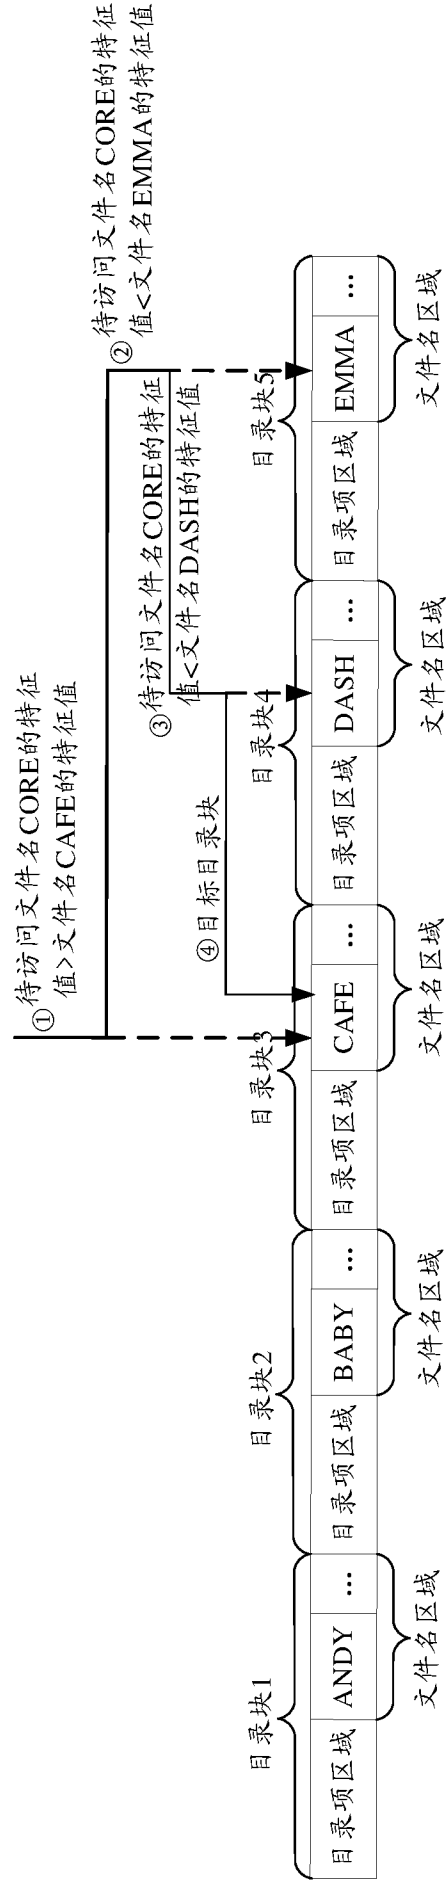 ①待访问文件名CORE的特征
值>文件名CAFE的特征值
②
待访问文件名CORE的特征
值<文件名EMMA的特征值
③待访问文件名CORE的特征
值<文件名DASH的特征值
④目标目录块
目录块1
目录块2
目录块3
目录块4
目录块5
目录项区域 ANDY … 目录项区域 BABY … 目录项区域 CAFE … 目录项区域 DASH … 目录项区域 EMMA …
文件名区域
文件名区域
文件名区域
文件名区域
文件名区域